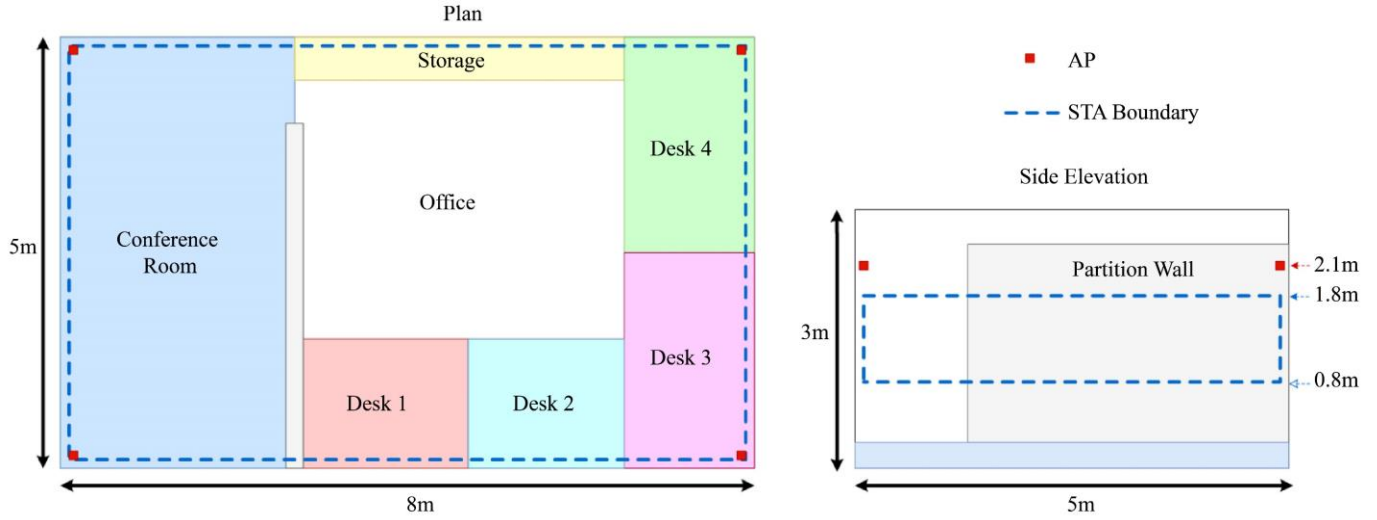 Plan
Storage
AP
STA Boundary
Desk 4
Side Elevation
Office
5m
Conference
Room
Partition Wall
2.1m
1.8m
3m
Desk 3
0.8m
Desk 1
Desk 2
8m
5m